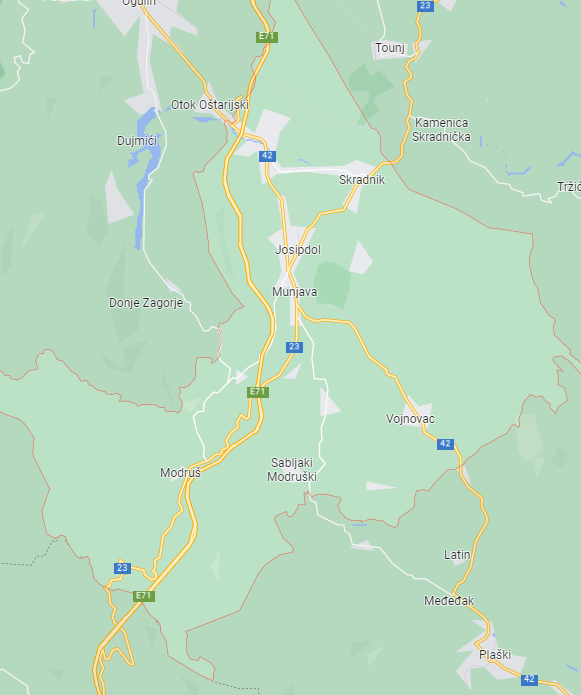 Ogulin
23
E71
Tounj
Otok Oštarijski
Kamenica
Skradnička
Dujmići
42
Skradnik
Tržić
Josipdol
Munjava
Donje Zagorje
23
E71
Vojnovac
42
Sabljaki
Modruški
Modruš
Latin
23
E71
Međeđak
Plaški
42